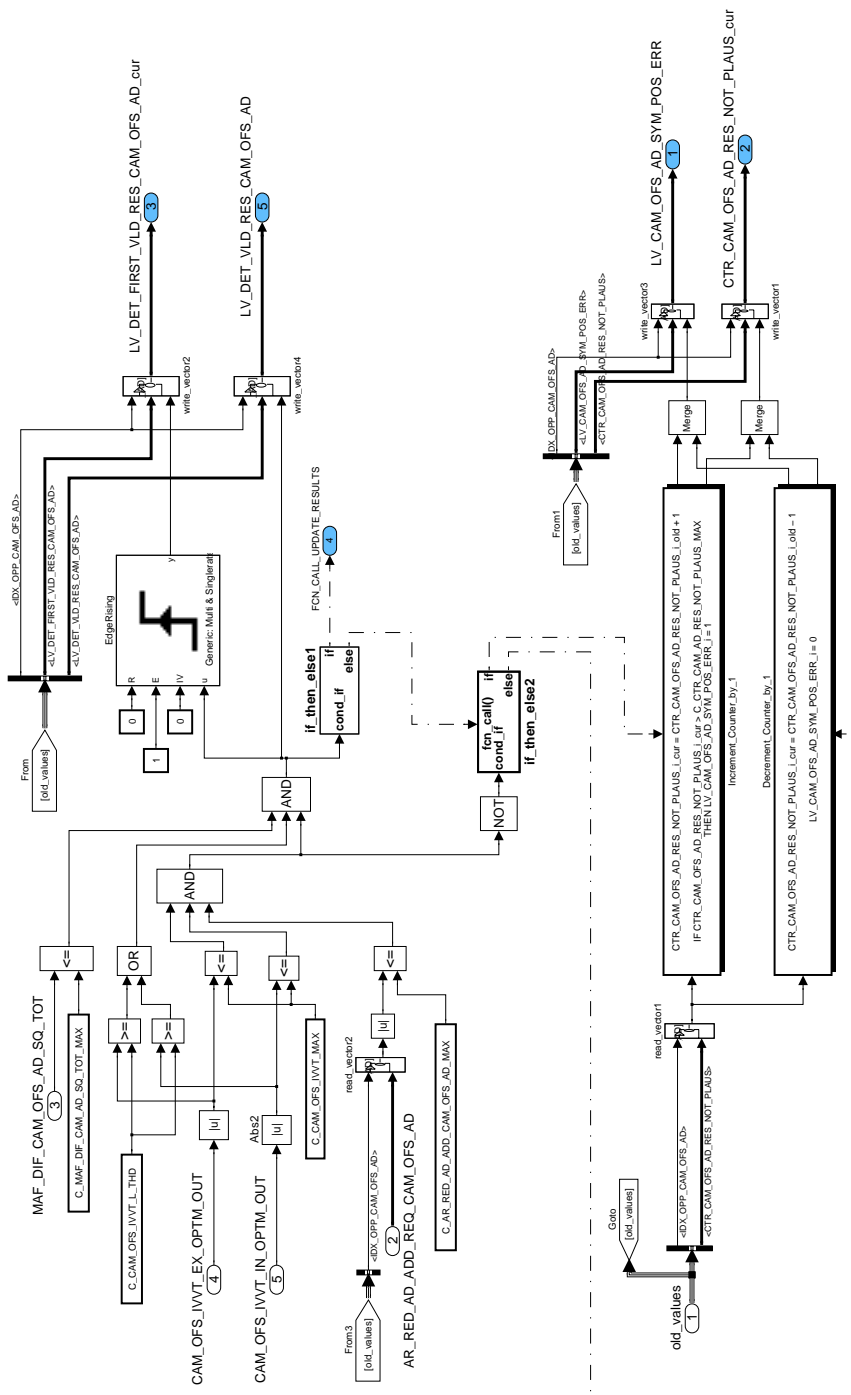 MAF_DIF_CAM_OFS_AD_SQ_TOT
3
C_MAF_DIF_CAM_AD_SQ_TOT_MAX
<=
C_CAM_OFS_IVVT_L_THD
>=
>=
OR
CAM_OFS_IVVT_EX_OPTM_OUT
4
|u|
<=
CAM_OFS_IVVT_IN_OPTM_OUT
5
Abs2
|u|
<=
C_CAM_OFS_IVVT_MAX
AND
From3
[old_values]
<IDX_OPP_CAM_OFS_AD>
2
AR_RED_AD_ADD_REQ_CAM_OFS_AD
read_vector2
|u|
<=
C_AR_RED_AD_ADD_CAM_OFS_AD_MAX
AND
NOT
From
[old_values]
<IDX_OPP_CAM_OFS_AD>
<LV_DET_FIRST_VLD_RES_CAM_OFS_AD>
<LV_DET_VLD_RES_CAM_OFS_AD>
0
1
0
EdgeRising
R
E
IV
u
y
Generic: Multi & Singlerate
write_vector2
LV_DET_FIRST_VLD_RES_CAM_OFS_AD_cur
3
write_vector4
LV_DET_VLD_RES_CAM_OFS_AD
5
if_then_else1
cond_if
if
else
FCN_CALL_UPDATE_RESULTS
4
fcn_call()
cond_if
if
else
if_then_else2
old_values
1
Goto
[old_values]
<IDX_OPP_CAM_OFS_AD>
<CTR_CAM_OFS_AD_RES_NOT_PLAUS>
read_vector1
CTR_CAM_OFS_AD_RES_NOT_PLAUS_i_cur = CTR_CAM_OFS_AD_RES_NOT_PLAUS_i_old + 1
IF CTR_CAM_OFS_AD_RES_NOT_PLAUS_i_cur > C_CTR_CAM_AD_RES_NOT_PLAUS_MAX
THEN LV_CAM_OFS_AD_SYM_POS_ERR_i = 1
Increment_Counter_by_1
Decrement_Counter_by_1
CTR_CAM_OFS_AD_RES_NOT_PLAUS_i_cur = CTR_CAM_OFS_AD_RES_NOT_PLAUS_i_old – 1
LV_CAM_OFS_AD_SYM_POS_ERR_i = 0
Merge
Merge
From1
[old_values]
DX_OPP_CAM_OFS_AD>
<LV_CAM_OFS_AD_SYM_POS_ERR>
<CTR_CAM_OFS_AD_RES_NOT_PLAUS>
write_vector3
LV_CAM_OFS_AD_SYM_POS_ERR
1
write_vector1
CTR_CAM_OFS_AD_RES_NOT_PLAUS_cur
2